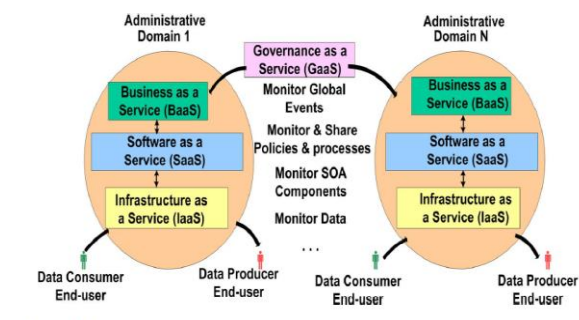 Administrative
Domain 1
Administrative
Domain N
Governance as a
Service (GaaS)
Business as a
Service (BaaS)
Software as a
Service (SaaS)
Infrastructure as
a Service (IaaS)
Monitor Global
Events
Monitor & Share
Policies & processes
Monitor SOA
Components
Monitor Data
...
Business as a
Service (BaaS)
Software as a
Service (SaaS)
Infrastructure as
a Service (IaaS)
Data Consumer
End-user
Data Producer
End-user
Data Consumer
End-user
Data Producer
End-user